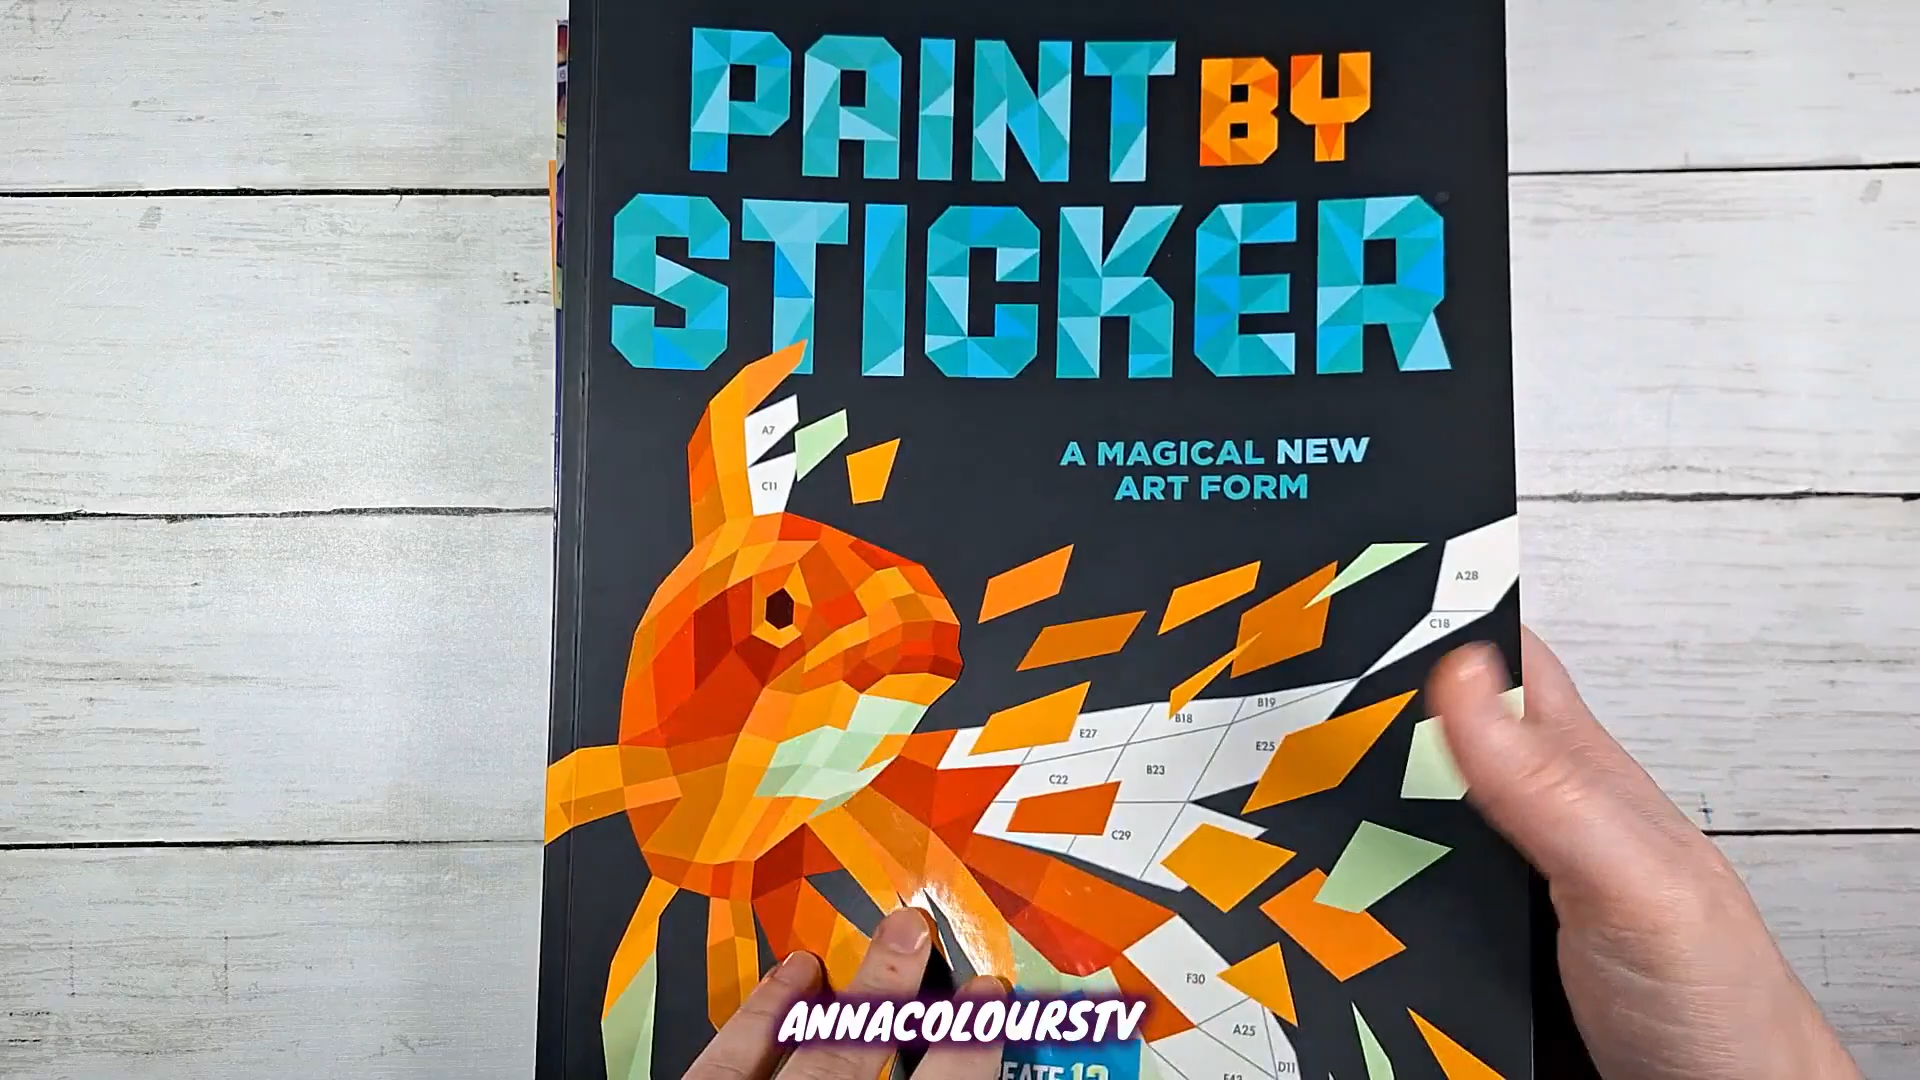 PAINT BY
STICKER
A MAGICAL NEW
ART FORM
A7
C11
A28
C18
B19
B18
E27
E25
B23
C22
C29
F30
A25
D11
ANNACOLOURSTV